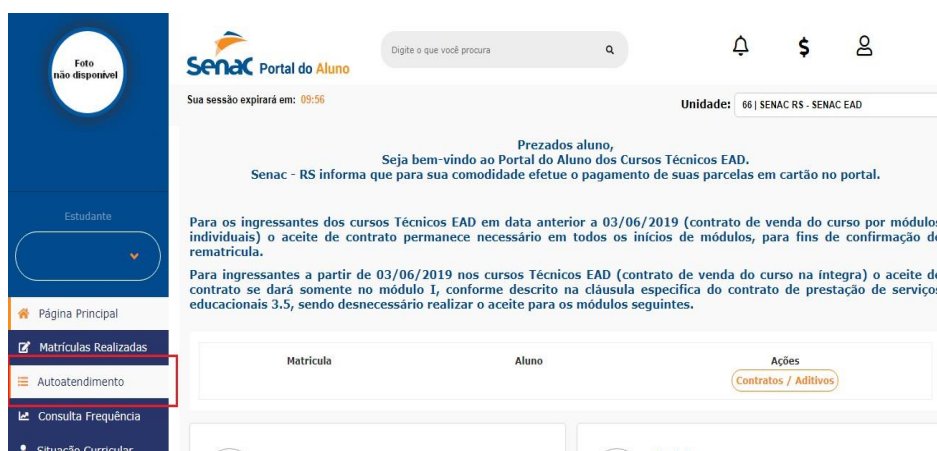 Foto
não disponível
Senac Portal do Aluno
Digite o que você procura
Sua sessão expirará em: 09:56
Unidade: 66 | SENAC RS - SENAC EAD
Prezados aluno,
Seja bem-vindo ao Portal do Aluno dos Cursos Técnicos EAD.
Senac - RS informa que para sua comodidade efetue o pagamento de suas parcelas em cartão no portal.
Estudante
Para os ingressantes dos cursos Técnicos EAD em data anterior a 03/06/2019 (contrato de venda do curso por módulos
individuais) o aceite de contrato permanece necessário em todos os inícios de módulos, para fins de confirmação de
rematricula.
Para ingressantes a partir de 03/06/2019 nos cursos Técnicos EAD (contrato de venda do curso na íntegra) o aceite de
contrato se dará somente no módulo I, conforme descrito na cláusula especifica do contrato de prestação de serviços
educacionais 3.5, sendo desnecessário realizar o aceite para os módulos seguintes.
Página Principal
Matrículas Realizadas
Autoatendimento
Consulta Frequência
Situação Curricular
Matricula Aluno Ações
Contratos / Aditivos